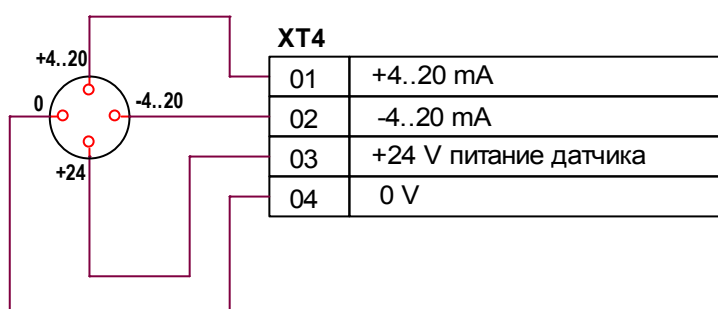 XT4
+4..20
0
-4..20
+24
01 +4..20 mA
02 -4..20 mA
03 +24 V питание датчика
04 0 V